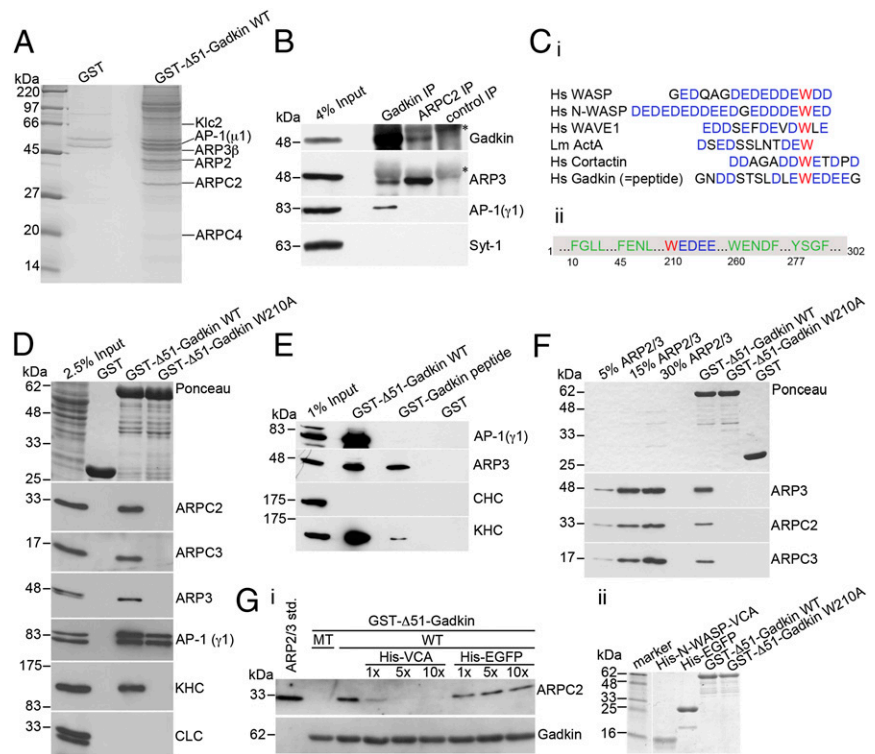 A
GST
GST-Δ51-Gadkin WT
kDa
220
97
66
45
27
20
14
Klc2
AP-1(μ1)
ARP3β
ARP2
ARPC2
ARPC4
B
4% Input
Gadkin IP
ARPC2 IP
control IP
kDa
48
Gadkin
*
48
ARP3
*
83
AP-1(γ1)
63
Syt-1
C i
Hs WASP GEDQAGDEDEDDEWDD
Hs N-WASP DEDEDEDDEEDGEDDDEWED
Hs WAVE1 EDDSEFDEVDWLE
Lm ActA DSEDSSLNTDEW
Hs Cortactin DDAGADDWETDPD
Hs Gadkin (=peptide) GNDDSTSLDLEWEDEEG
ii
1 ...FGLL...FENL...WEDEE...WENDF...YSGF... 302
10 45 210 260 277
D
2.5% Input
GST
GST-Δ51-Gadkin WT
GST-Δ51-Gadkin W210A
kDa
62
48
33
25
Ponceau
33
ARPC2
17
ARPC3
48
ARP3
83
AP-1 (γ1)
175
KHC
33
CLC
E
1% Input
GST-Δ51-Gadkin WT
GST-Gadkin peptide
GST
kDa
83
AP-1(γ1)
48
ARP3
175
CHC
175
KHC
F
5% ARP2/3
15% ARP2/3
30% ARP2/3
GST-Δ51-Gadkin WT
GST-Δ51-Gadkin W210A
GST
kDa
62
48
33
25
Ponceau
48
ARP3
33
ARPC2
17
ARPC3
G i
ARP2/3 std.
GST-Δ51-Gadkin
MT WT
His-VCA His-EGFP
kDa
1x 5x 10x 1x 5x 10x
33
ARPC2
62
Gadkin
ii
marker
His-N-WASP-VCA
His-EGFP
GST-Δ51-Gadkin WT
GST-Δ51-Gadkin W210A
kDa
62
48
33
25
16